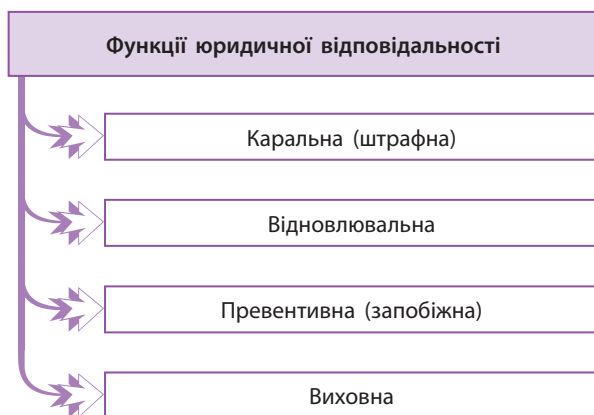 Функції юридичної відповідальності
Каральна (штрафна)
Відновлювальна
Превентивна (запобіжна)
Виховна